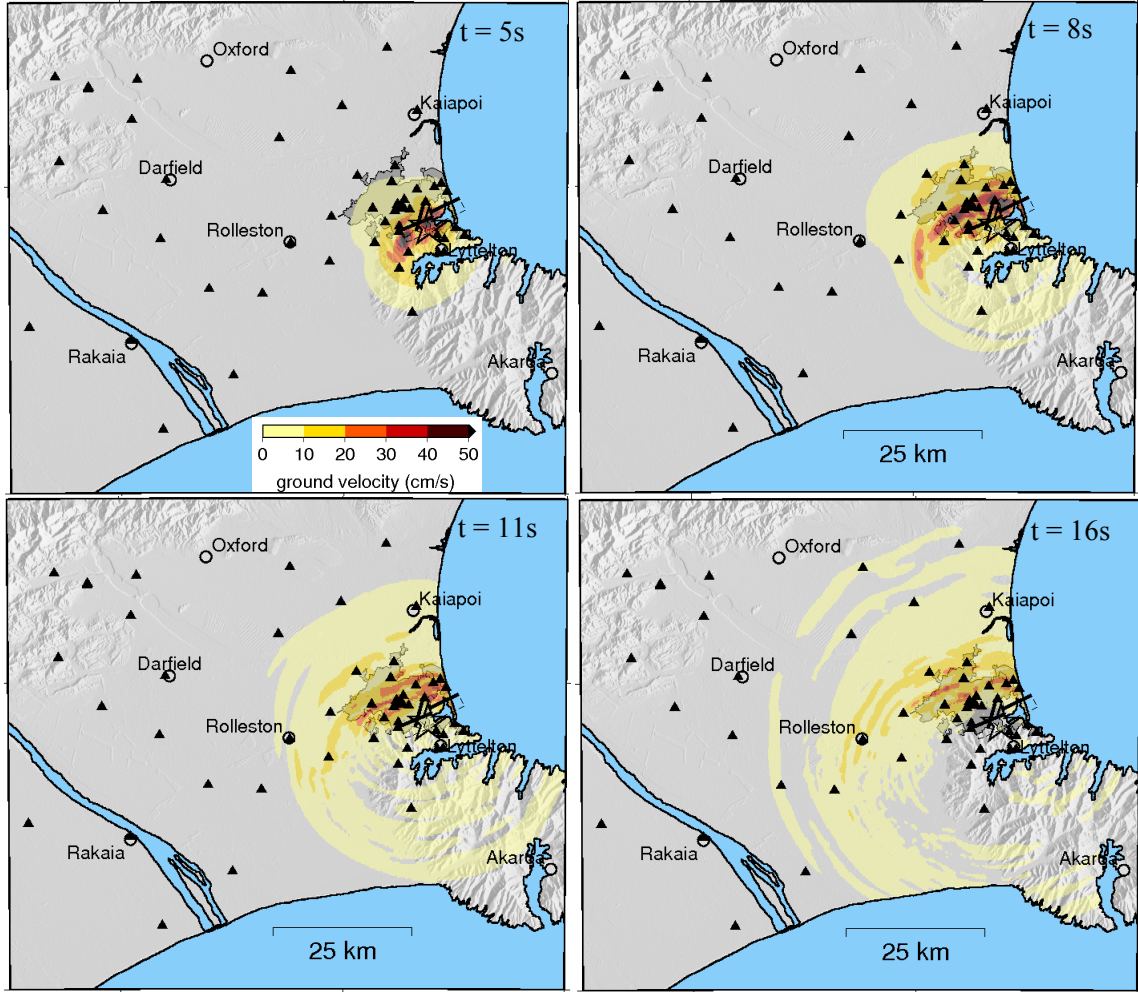 t = 5s
Oxford
Kaiapoi
Darfield
Rolleston
Lyttelton
Rakaia
Akaroa
0 10 20 30 40 50
ground velocity (cm/s)
t = 8s
Oxford
Kaiapoi
Darfield
Rolleston
Lyttelton
Rakaia
Akaroa
25 km
t = 11s
Oxford
Kaiapoi
Darfield
Rolleston
Lyttelton
Rakaia
Akaroa
25 km
t = 16s
Oxford
Kaiapoi
Darfield
Rolleston
Lyttelton
Rakaia
Akaroa
25 km